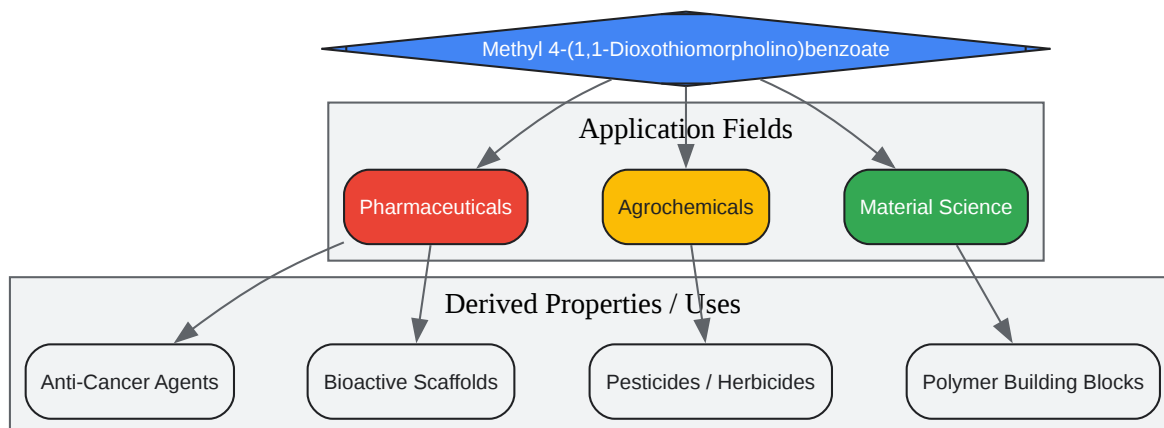 Methyl 4-(1,1-Dioxothiomorpholino)benzoate
Application Fields
Pharmaceuticals
Agrochemicals
Material Science
Derived Properties / Uses
Anti-Cancer Agents
Bioactive Scaffolds
Pesticides / Herbicides
Polymer Building Blocks